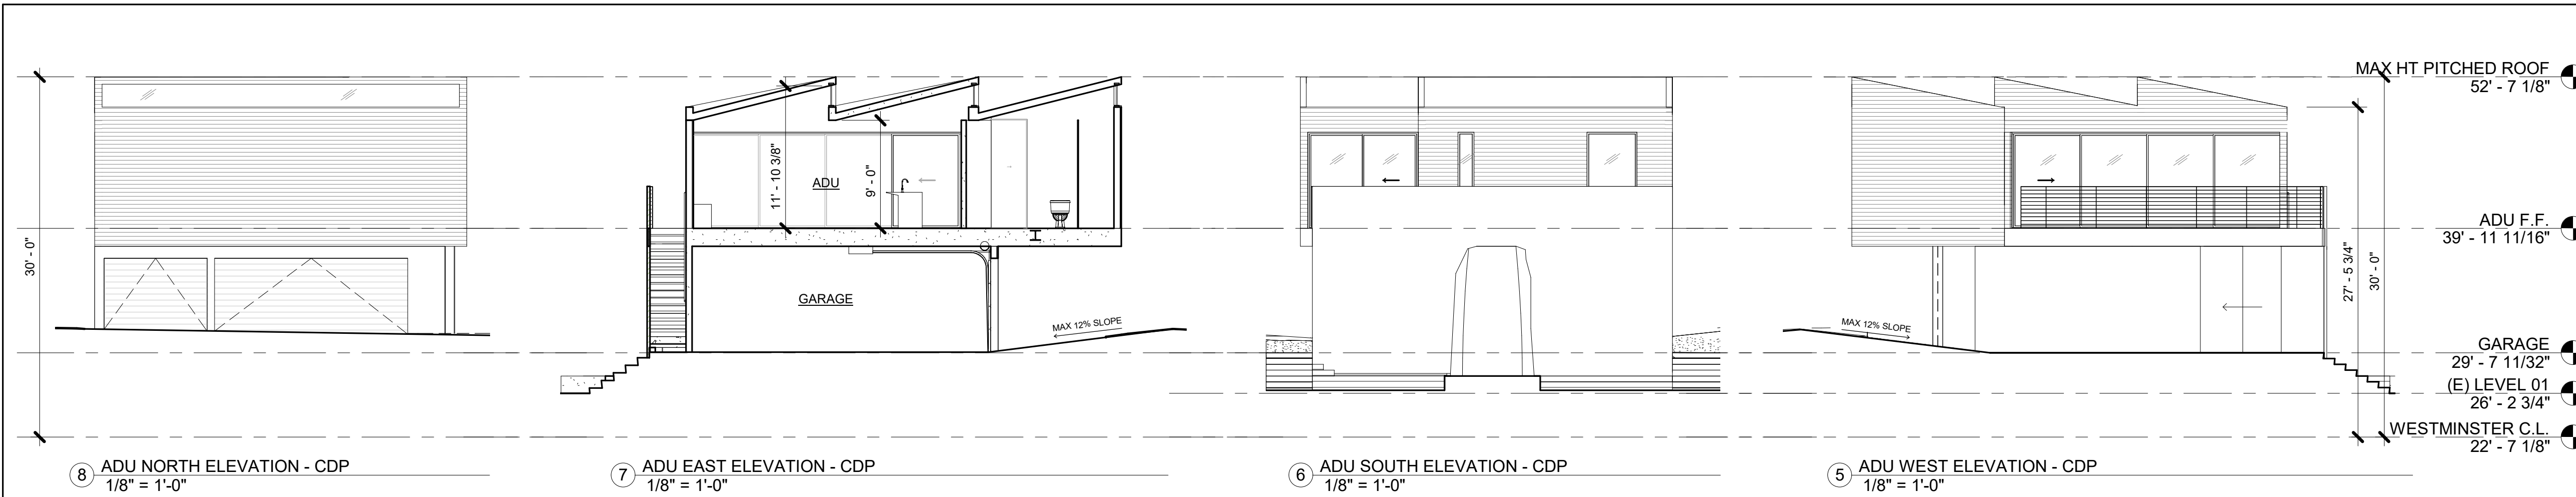 30' - 0"
8
ADU NORTH ELEVATION - CDP
1/8" = 1'-0"
11' - 10 3/8"
ADU
9' - 0"
GARAGE
MAX 12% SLOPE
7
ADU EAST ELEVATION - CDP
1/8" = 1'-0"
6
ADU SOUTH ELEVATION - CDP
1/8" = 1'-0"
MAX 12% SLOPE
27' - 5 3/4"
30' - 0"
5
ADU WEST ELEVATION - CDP
1/8" = 1'-0"
MAX HT PITCHED ROOF
52' - 7 1/8"
ADU F.F.
39' - 11 11/16"
GARAGE
29' - 7 11/32"
(E) LEVEL 01
26' - 2 3/4"
WESTMINSTER C.L.
22' - 7 1/8"